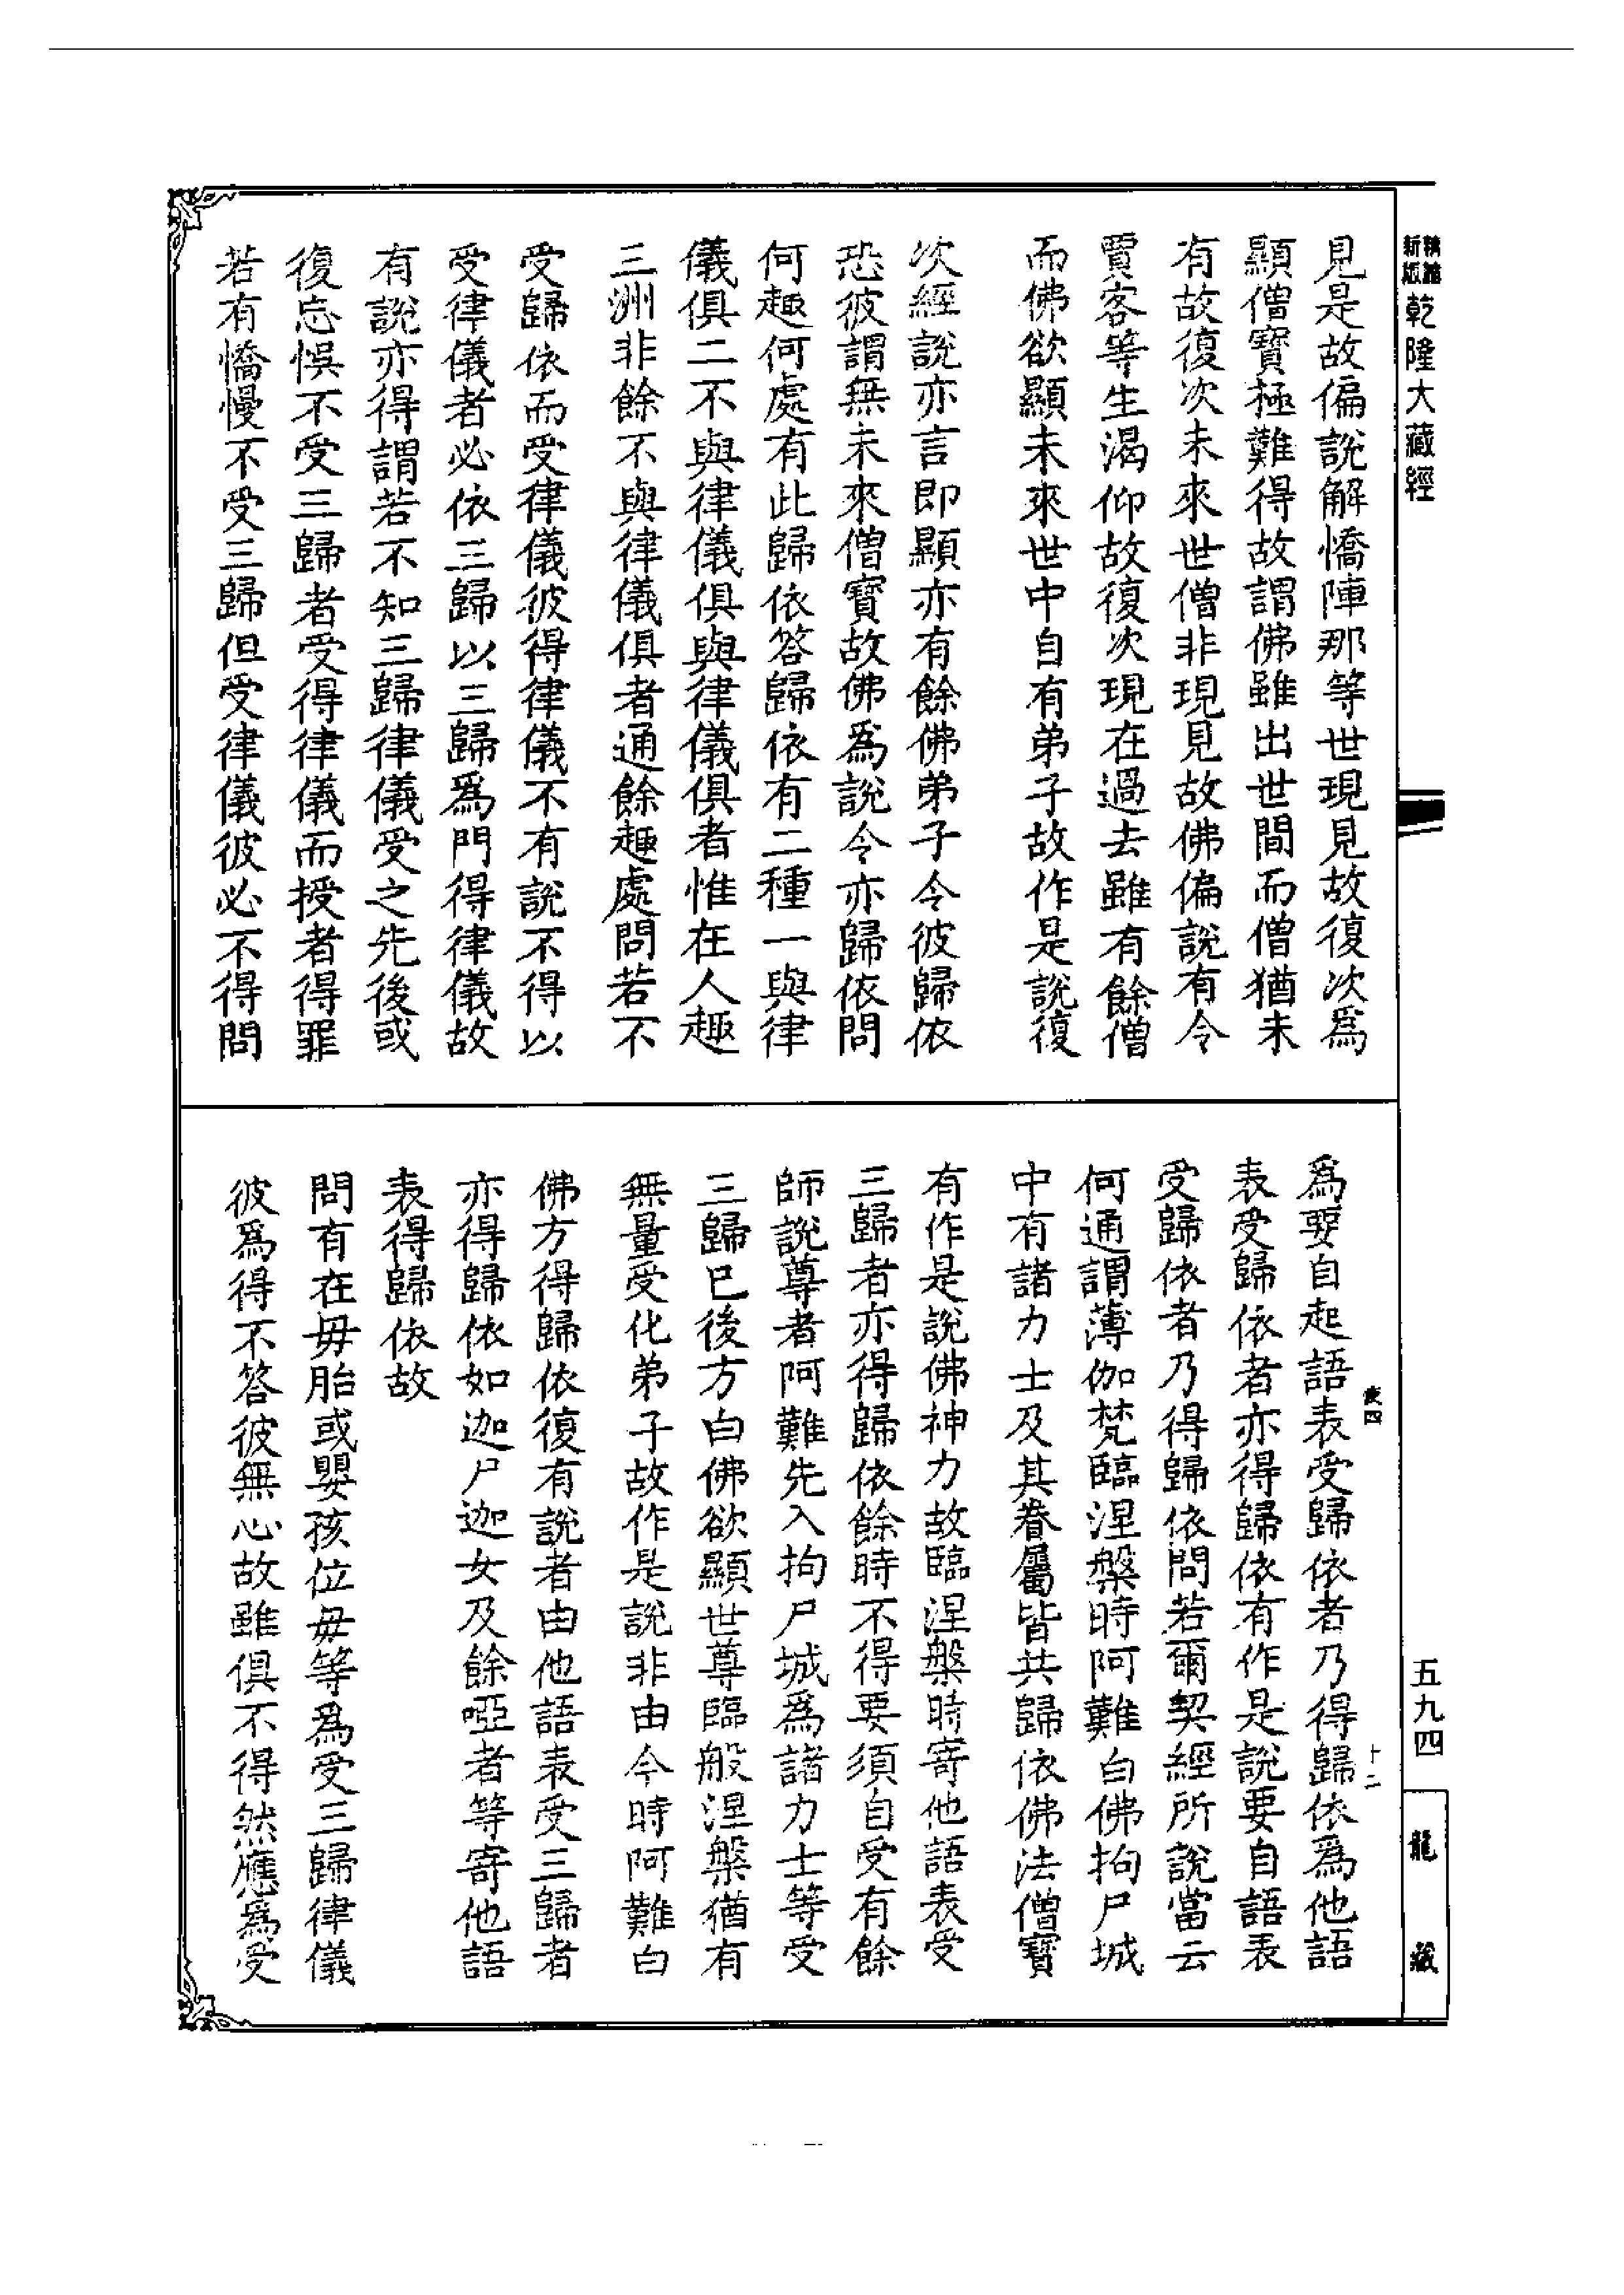 精緻
新版
乾隆大藏經
見是故偏說解憍陣那等世現見故復次為
顯僧寶極難得故謂佛雖出世間而僧猶未
有故復次未來世僧非現見故佛偏說有令
賈客等生渴仰故復次現在過去雖有餘僧
而佛欲顯未來世中自有弟子故作是說復
次經說亦言即顯亦有餘佛弟子令彼歸依
恐彼謂無未來僧寶故佛為說令亦歸依問
何趣何處有此歸依答歸依有二種一與律
儀俱二不與律儀俱與律儀俱者惟在人趣
三洲非餘不與律儀俱者通餘趣處問若不
受歸依而受律儀彼得律儀不有說不得以
受律儀者必依三歸以三歸為門得律儀故
有說亦得謂若不知三歸律儀受之先後或
復忘悞不受三歸者受得律儀而授者得罪
若有憍慢不受三歸但受律儀彼必不得問
為要自起語表受歸依者乃得歸依為他語
表受歸依者亦得歸依有作是說要自語表
受歸依者乃得歸依問若爾契經所說當云
何通謂薄伽梵臨涅槃時阿難白佛拘尸城
中有諸力士及其眷屬皆共歸依佛法僧寶
有作是說佛神力故臨涅槃時寄他語表受
三歸者亦得歸依餘時不得要須自受有餘
師說尊者阿難先入拘尸城為諸力士等受
三歸已後方白佛欲顯世尊臨般涅槃猶有
無量受化弟子故作是說非由今時阿難白
佛方得歸依復有說者由他語表受三歸者
亦得歸依如迦尸迦女及餘啞者等寄他語
表得歸依故
問有在毋胎或嬰孩位毋等為受三歸律儀
彼為得不答彼無心故雖俱不得然應為受
十二
五九四
龍
藏